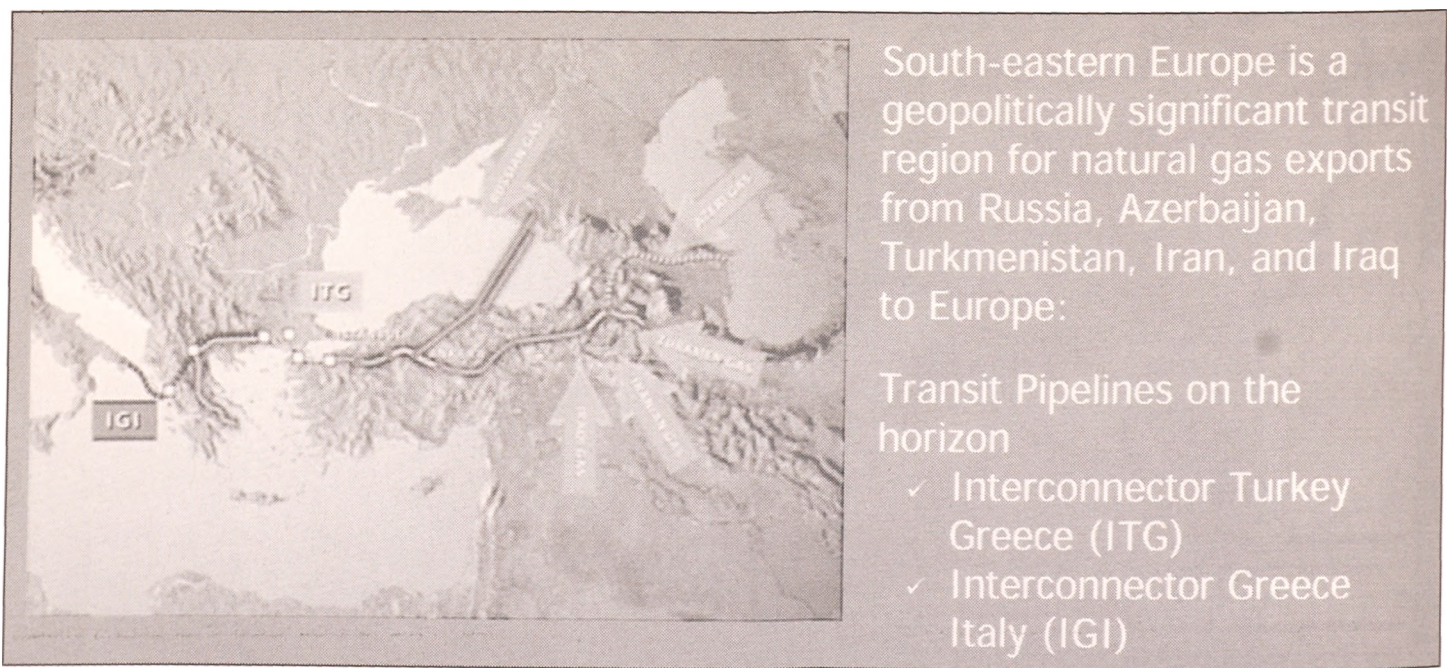 RUSSIAN GAS
AZERI GAS
ITG
TURKMEN GAS
IGI
IRAQI GAS
IRANIAN GAS
South-eastern Europe is a
geopolitically significant transit
region for natural gas exports
from Russia, Azerbaijan,
Turkmenistan, Iran, and Iraq
to Europe:
Transit Pipelines on the
horizon
✓ Interconnector Turkey
Greece (ITG)
✓ Interconnector Greece
Italy (IGI)